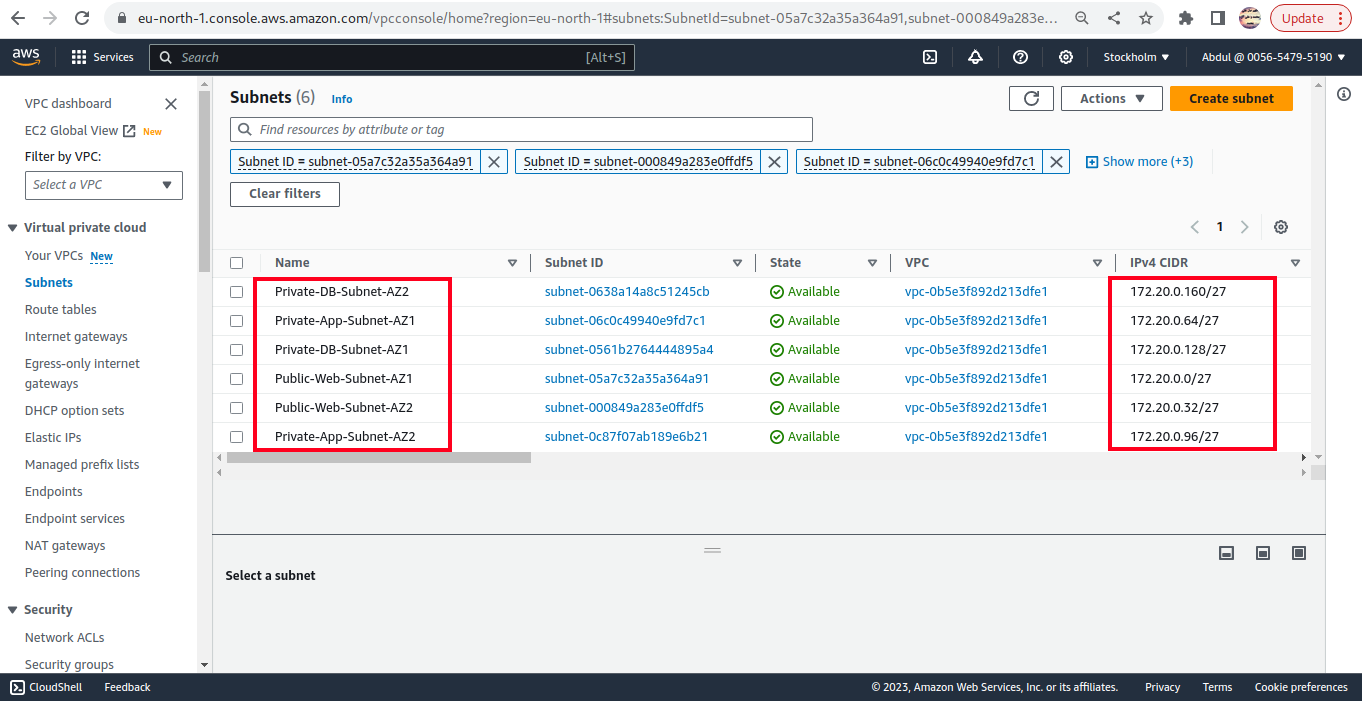 eu-north-1.console.aws.amazon.com/vpcconsole/home?region=eu-north-1#subnets:SubnetId=subnet-05a7c32a35a364a91,subnet-000849a283e...
Update
aws
Services
Search
[Alt+S]
Stockholm
Abdul @ 0056-5479-5190
VPC dashboard
EC2 Global View New
Filter by VPC:
Select a VPC
Virtual private cloud
Your VPCs New
Subnets
Route tables
Internet gateways
Egress-only internet
gateways
DHCP option sets
Elastic IPs
Managed prefix lists
Endpoints
Endpoint services
NAT gateways
Peering connections
Security
Network ACLs
Security groups
Subnets (6) Info
Actions
Create subnet
Find resources by attribute or tag
Subnet ID = subnet-05a7c32a35a364a91
Subnet ID = subnet-000849a283e0ffdf5
Subnet ID = subnet-06c0c49940e9fd7c1
Show more (+3)
Clear filters
1
Name Subnet ID State VPC IPv4 CIDR
Private-DB-Subnet-AZ2 subnet-0638a14a8c51245cb Available vpc-0b5e3f892d213dfe1 172.20.0.160/27
Private-App-Subnet-AZ1 subnet-06c0c49940e9fd7c1 Available vpc-0b5e3f892d213dfe1 172.20.0.64/27
Private-DB-Subnet-AZ1 subnet-0561b2764444895a4 Available vpc-0b5e3f892d213dfe1 172.20.0.128/27
Public-Web-Subnet-AZ1 subnet-05a7c32a35a364a91 Available vpc-0b5e3f892d213dfe1 172.20.0.0/27
Public-Web-Subnet-AZ2 subnet-000849a283e0ffdf5 Available vpc-0b5e3f892d213dfe1 172.20.0.32/27
Private-App-Subnet-AZ2 subnet-0c87f07ab189e6b21 Available vpc-0b5e3f892d213dfe1 172.20.0.96/27
Select a subnet
CloudShell Feedback © 2023, Amazon Web Services, Inc. or its affiliates. Privacy Terms Cookie preferences